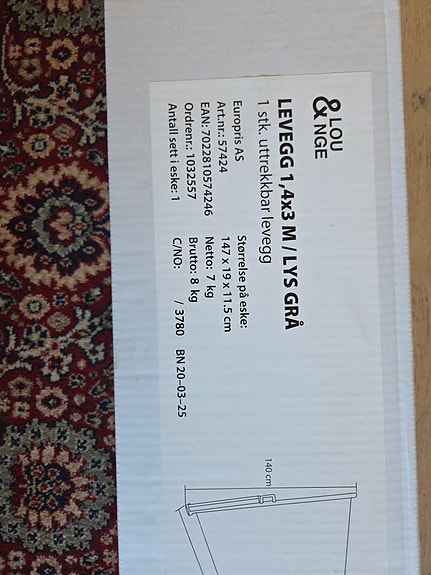 LOU
& NGE
LEVEGG 1,4x3 M / LYS GRÅ
1 stk. uttrekkbar levegg
Europris AS
Art.nr.: 57424
EAN: 7022810574246
Ordrenr.: 1032557
Antall sett i eske: 1
Størrelse på eske:
147 x 19 x 11.5 cm
Netto: 7 kg
Brutto: 8 kg
C/NO: / 3780 BN 20-03-25
140 cm